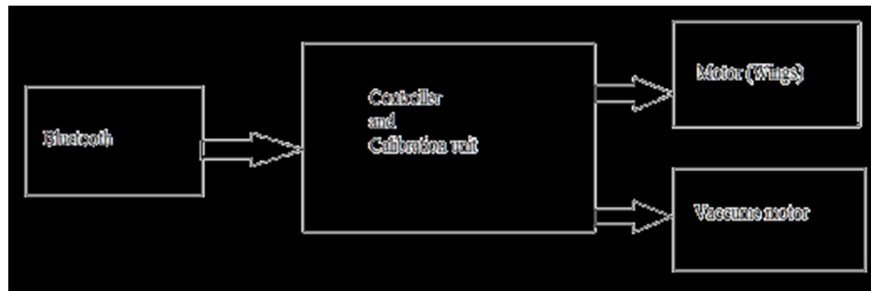 Bluetooth
Controller
and
Calibration unit
Motor (Wings)
Vaccume motor